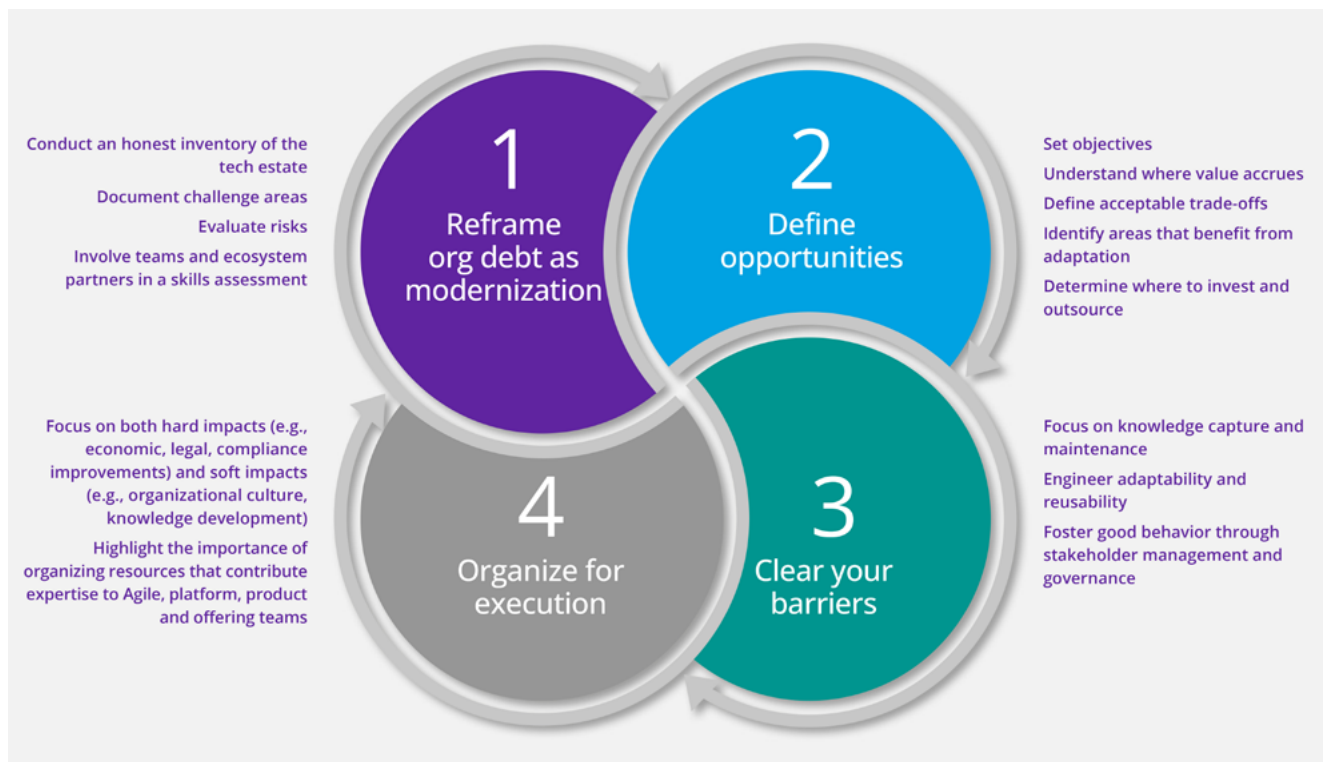 Conduct an honest inventory of the
tech estate
Document challenge areas
Evaluate risks
Involve teams and ecosystem
partners in a skills assessment
1
Reframe
org debt as
modernization
2
Define
opportunities
Set objectives
Understand where value accrues
Define acceptable trade-offs
Identify areas that benefit from
adaptation
Determine where to invest and
outsource
Focus on both hard impacts (e.g.,
economic, legal, compliance
improvements) and soft impacts
(e.g., organizational culture,
knowledge development)
Highlight the importance of
organizing resources that contribute
expertise to Agile, platform, product
and offering teams
4
Organize for
execution
3
Clear your
barriers
Focus on knowledge capture and
maintenance
Engineer adaptability and
reusability
Foster good behavior through
stakeholder management and
governance